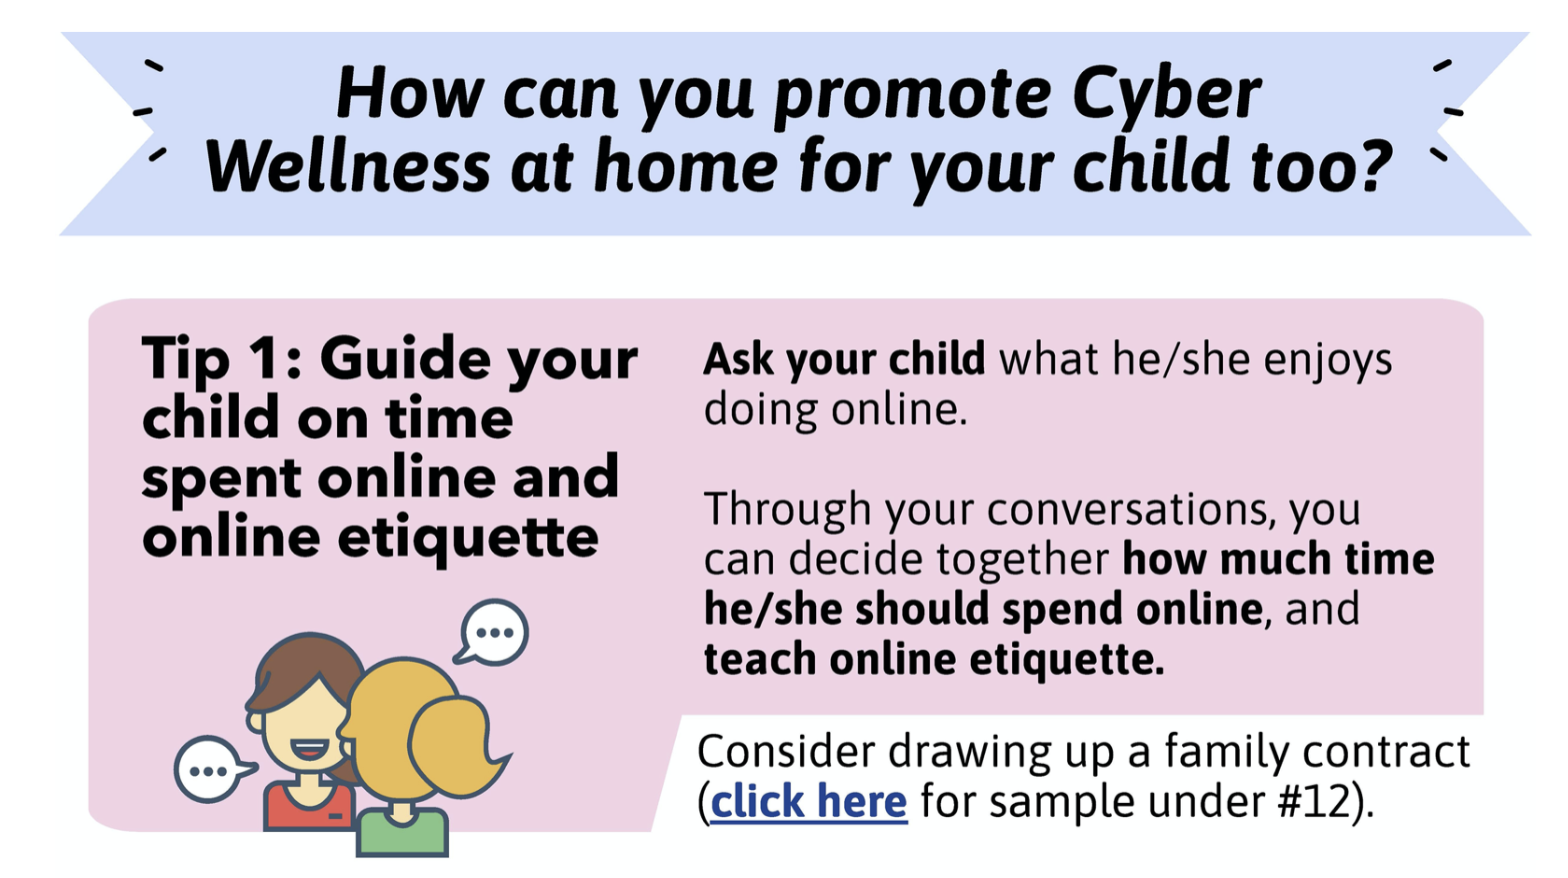 How can you promote Cyber
Wellness at home for your child too?
Tip 1: Guide your
child on time
spent online and
online etiquette
Ask your child what he/she enjoys
doing online.
Through your conversations, you
can decide together how much time
he/she should spend online, and
teach online etiquette.
Consider drawing up a family contract
(click here for sample under #12).